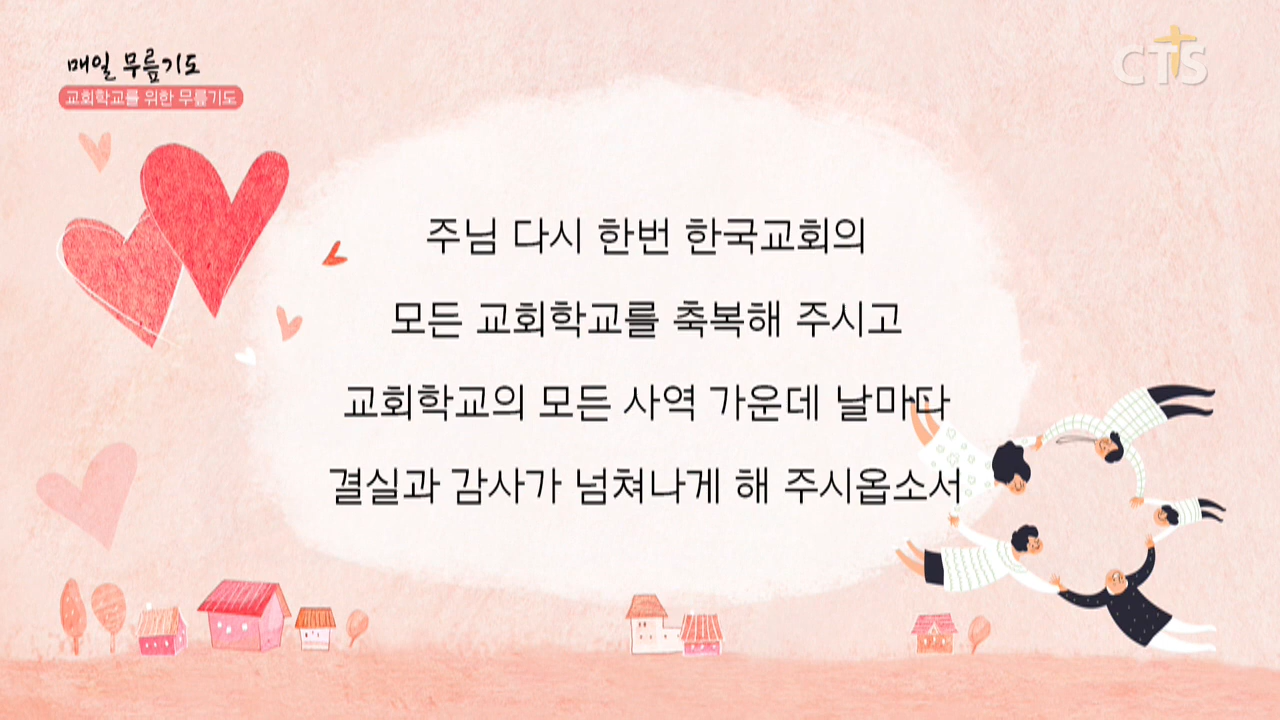 매일 무릎기도
교회학교를 위한 무릎기도
CTS
주님 다시 한번 한국교회의
모든 교회학교를 축복해 주시고
교회학교의 모든 사역 가운데 날마다
결실과 감사가 넘쳐나게 해 주시옵소서